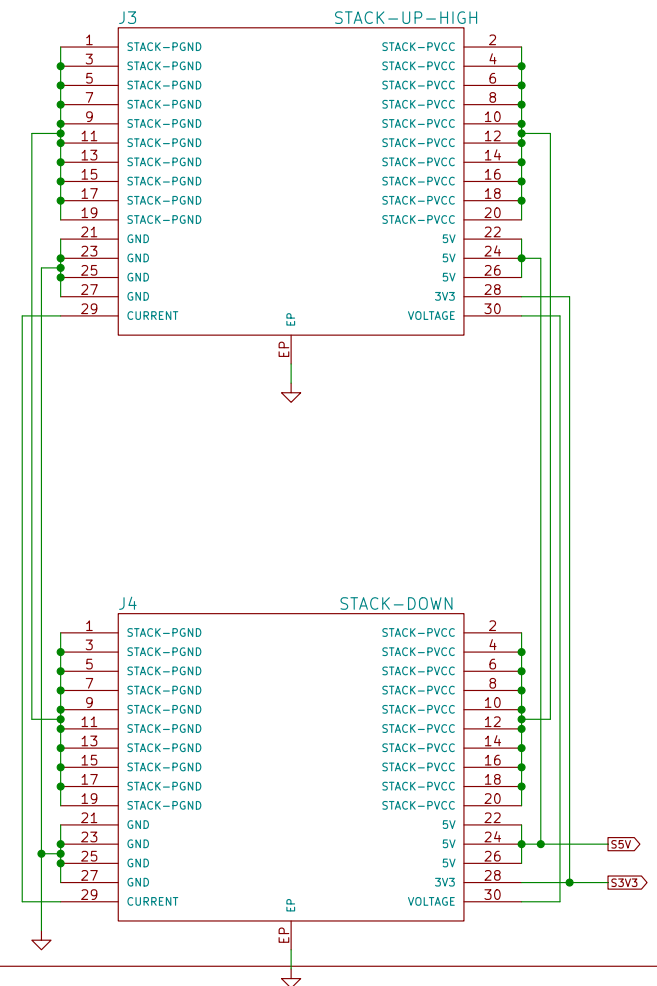 J3 STACK-UP-HIGH
1 STACK-PGND STACK-PVCC 2
3 STACK-PGND STACK-PVCC 4
5 STACK-PGND STACK-PVCC 6
7 STACK-PGND STACK-PVCC 8
9 STACK-PGND STACK-PVCC 10
11 STACK-PGND STACK-PVCC 12
13 STACK-PGND STACK-PVCC 14
15 STACK-PGND STACK-PVCC 16
17 STACK-PGND STACK-PVCC 18
19 STACK-PGND STACK-PVCC 20
21 GND 5V 22
23 GND 5V 24
25 GND 5V 26
27 GND 3V3 28
29 CURRENT EP VOLTAGE 30
EP
J4 STACK-DOWN
1 STACK-PGND STACK-PVCC 2
3 STACK-PGND STACK-PVCC 4
5 STACK-PGND STACK-PVCC 6
7 STACK-PGND STACK-PVCC 8
9 STACK-PGND STACK-PVCC 10
11 STACK-PGND STACK-PVCC 12
13 STACK-PGND STACK-PVCC 14
15 STACK-PGND STACK-PVCC 16
17 STACK-PGND STACK-PVCC 18
19 STACK-PGND STACK-PVCC 20
21 GND 5V 22
23 GND 5V 24 S5V
25 GND 5V 26
27 GND 3V3 28 S3V3
29 CURRENT EP VOLTAGE 30
EP